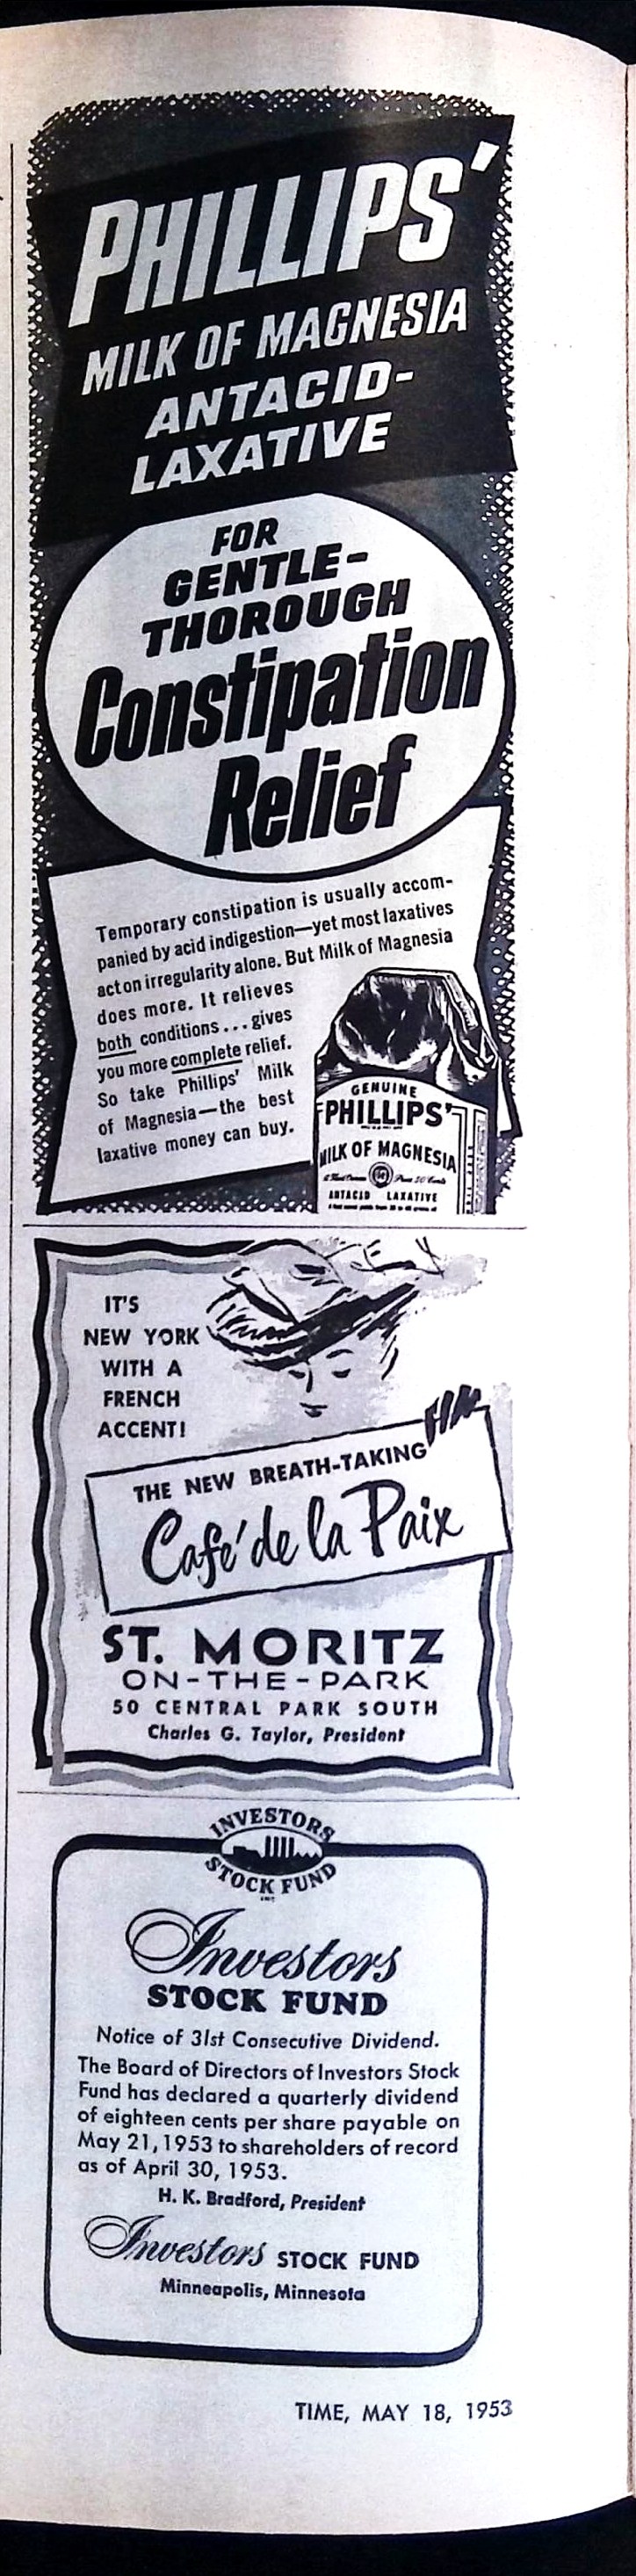 PHILLIPS'
MILK OF MAGNESIA
ANTACID-
LAXATIVE
FOR
GENTLE-
THOROUGH
Constipation
Relief
Temporary constipation is usually accom-
panied by acid indigestion—yet most laxatives
act on irregularity alone. But Milk of Magnesia
does more. It relieves
both conditions...gives
you more complete relief.
So take Phillips' Milk
of Magnesia—the best
laxative money can buy.
GENUINE
PHILLIPS'
MILK OF MAGNESIA
ANTACID LAXATIVE
IT'S
NEW YORK
WITH A
FRENCH
ACCENT!
THE NEW BREATH-TAKING
Café de la Paix
ST. MORITZ
ON-THE-PARK
50 CENTRAL PARK SOUTH
Charles G. Taylor, President
INVESTORS
STOCK FUND
Investors
STOCK FUND
Notice of 31st Consecutive Dividend.
The Board of Directors of Investors Stock
Fund has declared a quarterly dividend
of eighteen cents per share payable on
May 21, 1953 to shareholders of record
as of April 30, 1953.
H. K. Bradford, President
Investors STOCK FUND
Minneapolis, Minnesota
TIME, MAY 18, 1953